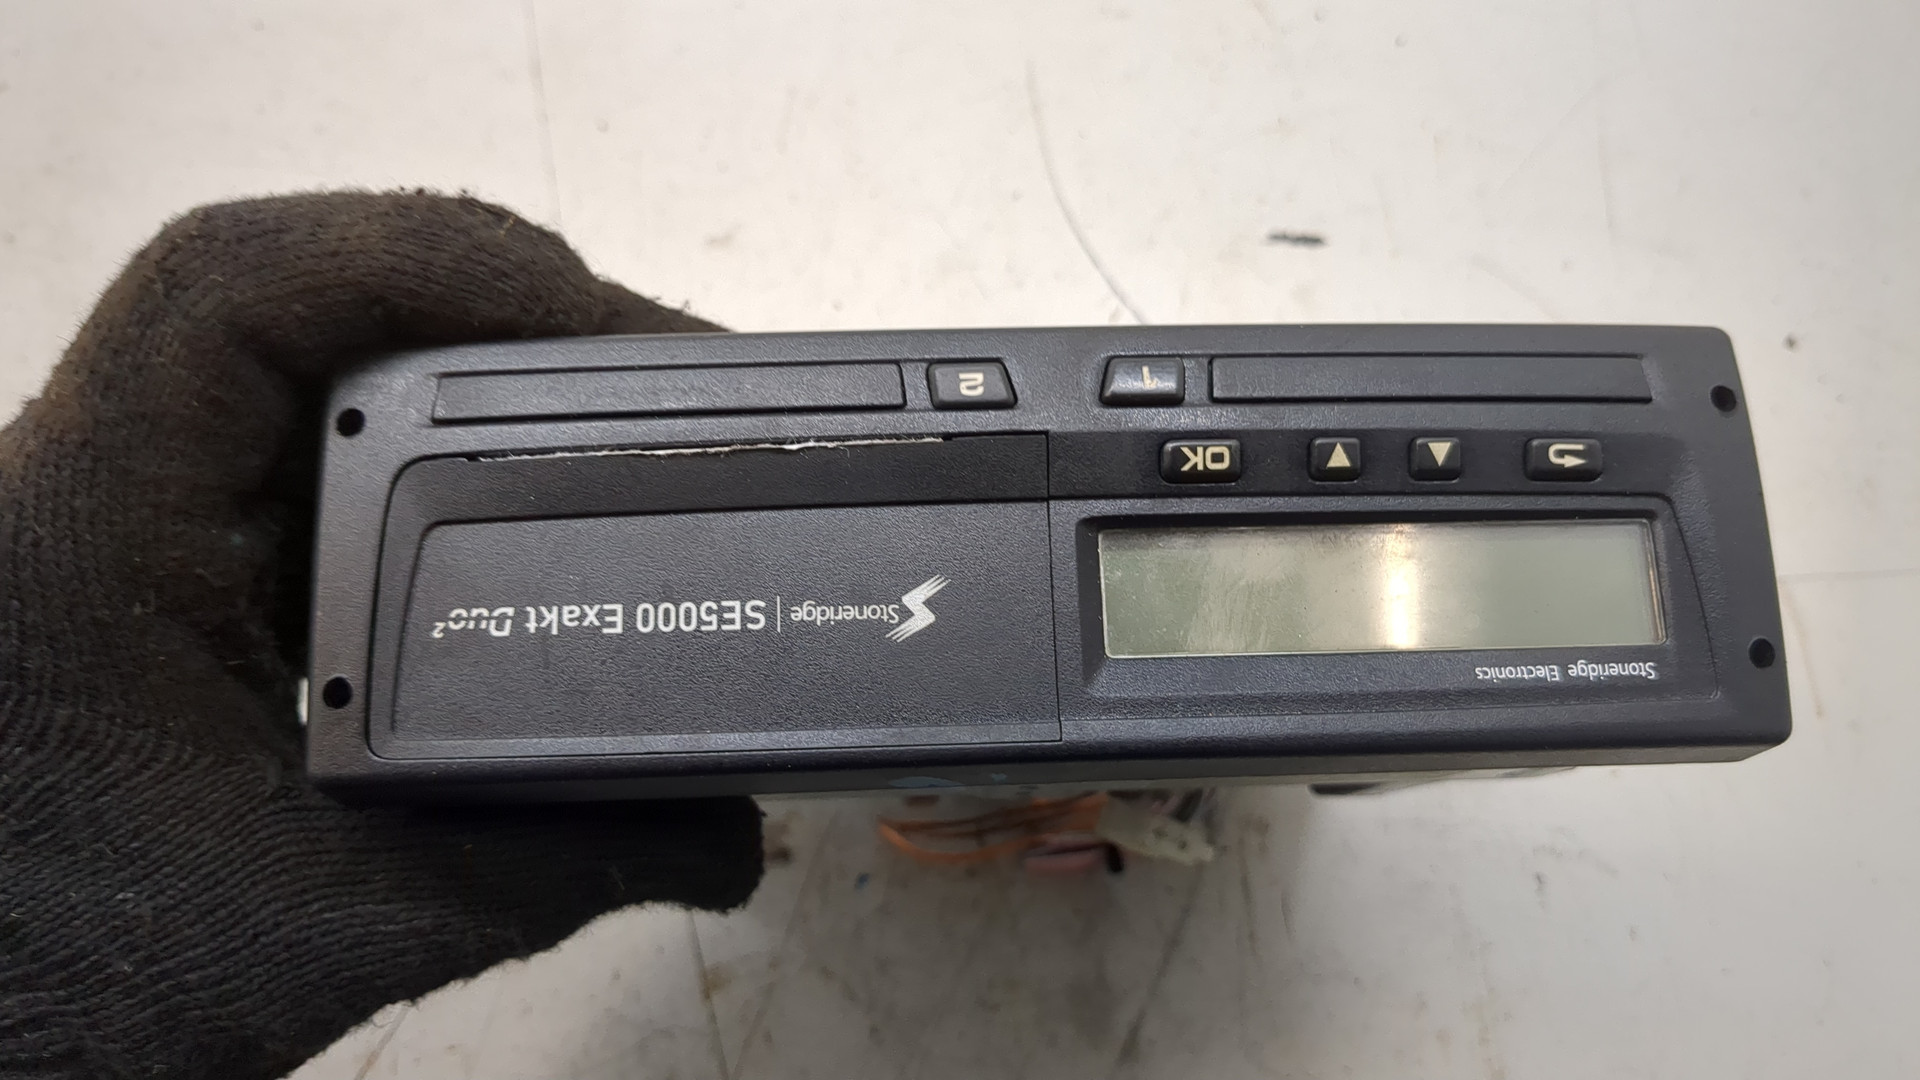 Stoneridge Electronics
Stoneridge | SE5000 Exakt Duo²
OK
1 2